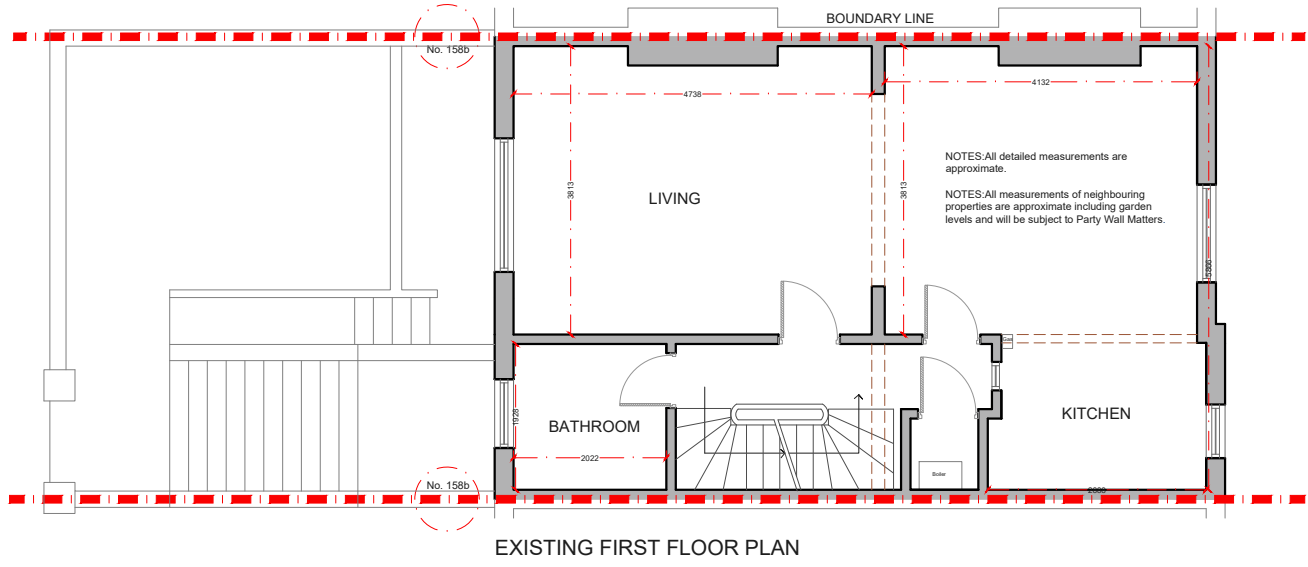 BOUNDARY LINE
No. 158b
4738
4132
NOTES:All detailed measurements are
approximate.
NOTES:All measurements of neighbouring
properties are approximate including garden
levels and will be subject to Party Wall Matters.
3813
LIVING
3813
5866
Gas
1928
BATHROOM
KITCHEN
2022
Boiler
No. 158b
EXISTING FIRST FLOOR PLAN